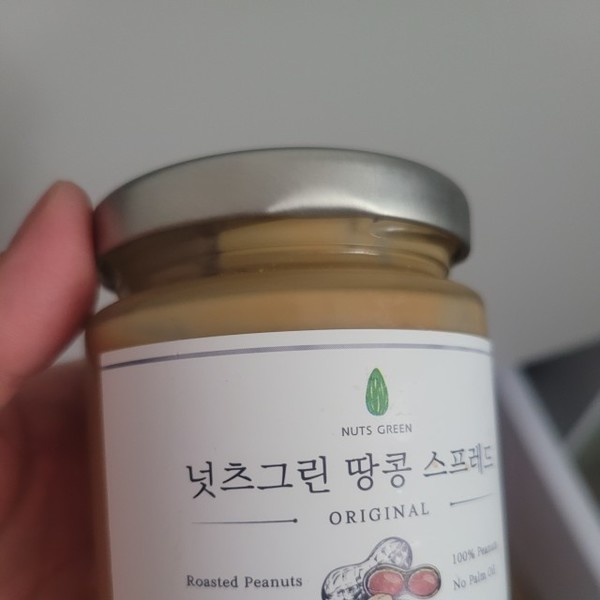 NUTS GREEN
넛츠그린 땅콩 스프레드
ORIGINAL
Roasted Peanuts
100% Peanuts
No Palm Oil